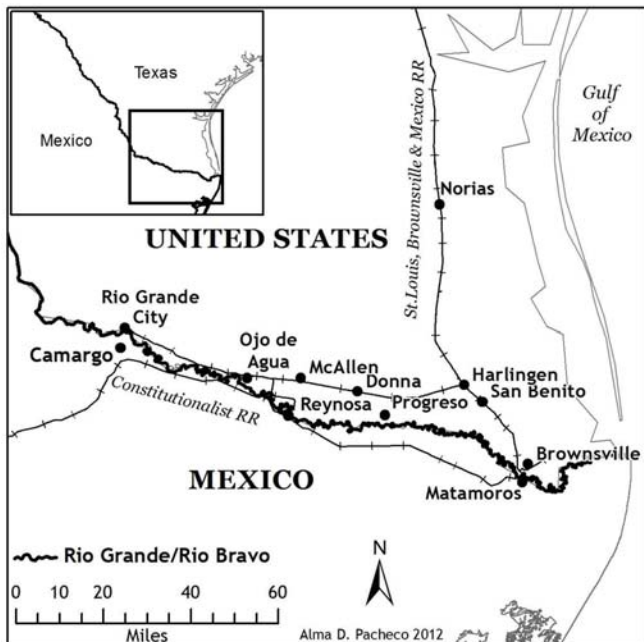 Texas
Mexico
Gulf
of
Mexico
St.Louis, Brownsville & Mexico RR
Norias
UNITED STATES
Rio Grande
City
Camargo
Ojo de
Agua
McAllen
Donna
Harlingen
San Benito
Constitutionalist RR
Reynosa
Progreso
Brownsville
MEXICO
Matamoros
Rio Grande/Rio Bravo
N
0 10 20 30 40 60
Miles
Alma D. Pacheco 2012